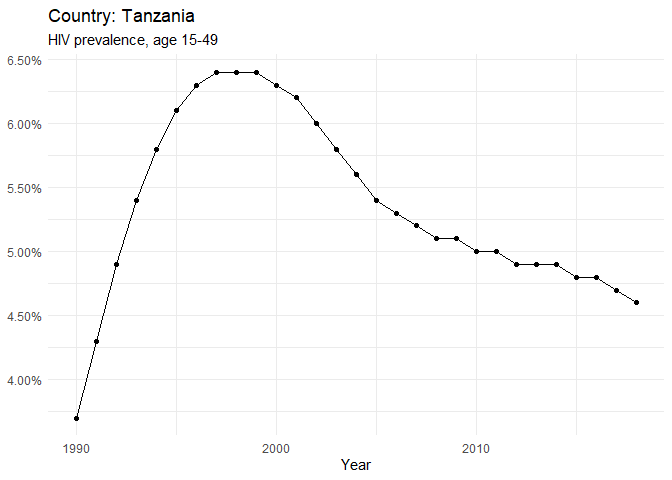 Country: Tanzania
HIV prevalence, age 15-49
6.50%
6.00%
5.50%
5.00%
4.50%
4.00%
1990 2000 2010
Year